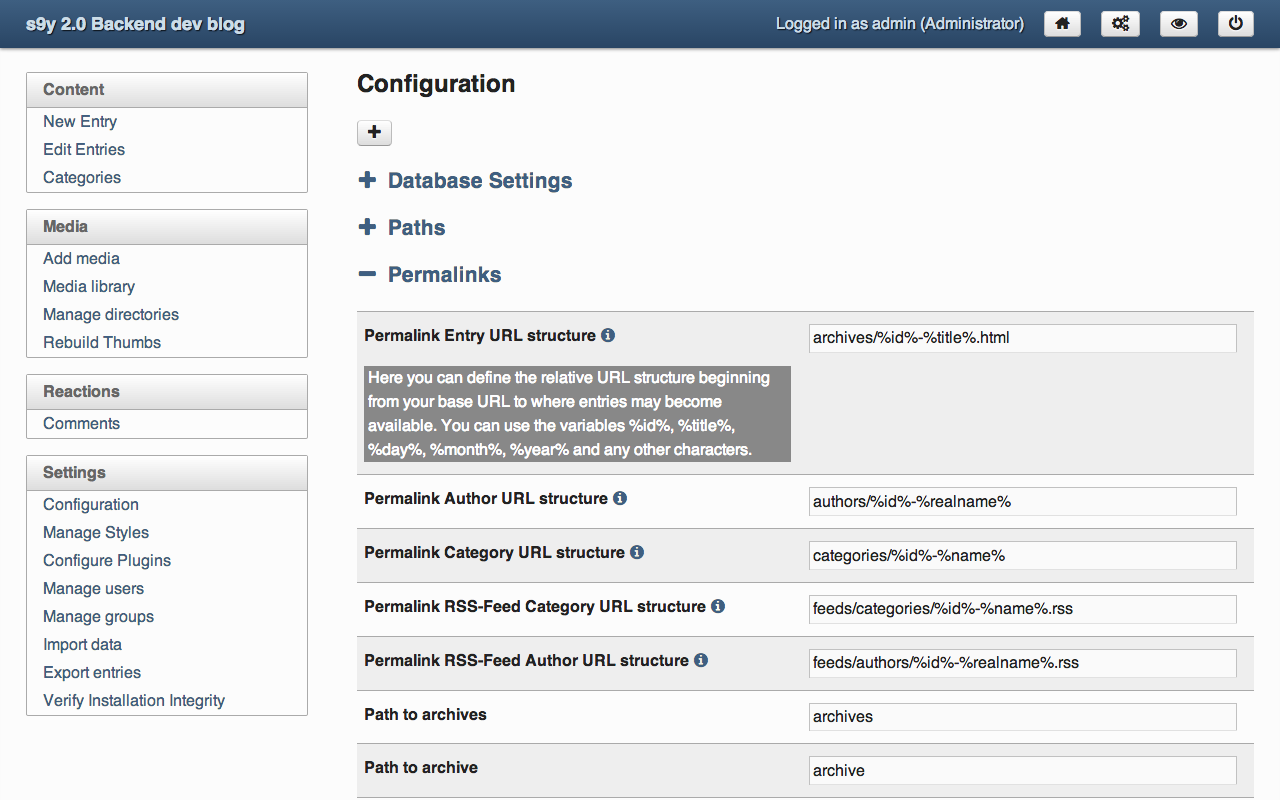 s9y 2.0 Backend dev blog
Logged in as admin (Administrator)
Content
New Entry
Edit Entries
Categories
Media
Add media
Media library
Manage directories
Rebuild Thumbs
Reactions
Comments
Settings
Configuration
Manage Styles
Configure Plugins
Manage users
Manage groups
Import data
Export entries
Verify Installation Integrity
Configuration
Database Settings
Paths
Permalinks
Permalink Entry URL structure
archives/%id%-%title%.html
Here you can define the relative URL structure beginning
from your base URL to where entries may become
available. You can use the variables %id%, %title%,
%day%, %month%, %year% and any other characters.
Permalink Author URL structure
authors/%id%-%realname%
Permalink Category URL structure
categories/%id%-%name%
Permalink RSS-Feed Category URL structure
feeds/categories/%id%-%name%.rss
Permalink RSS-Feed Author URL structure
feeds/authors/%id%-%realname%.rss
Path to archives
archives
Path to archive
archive